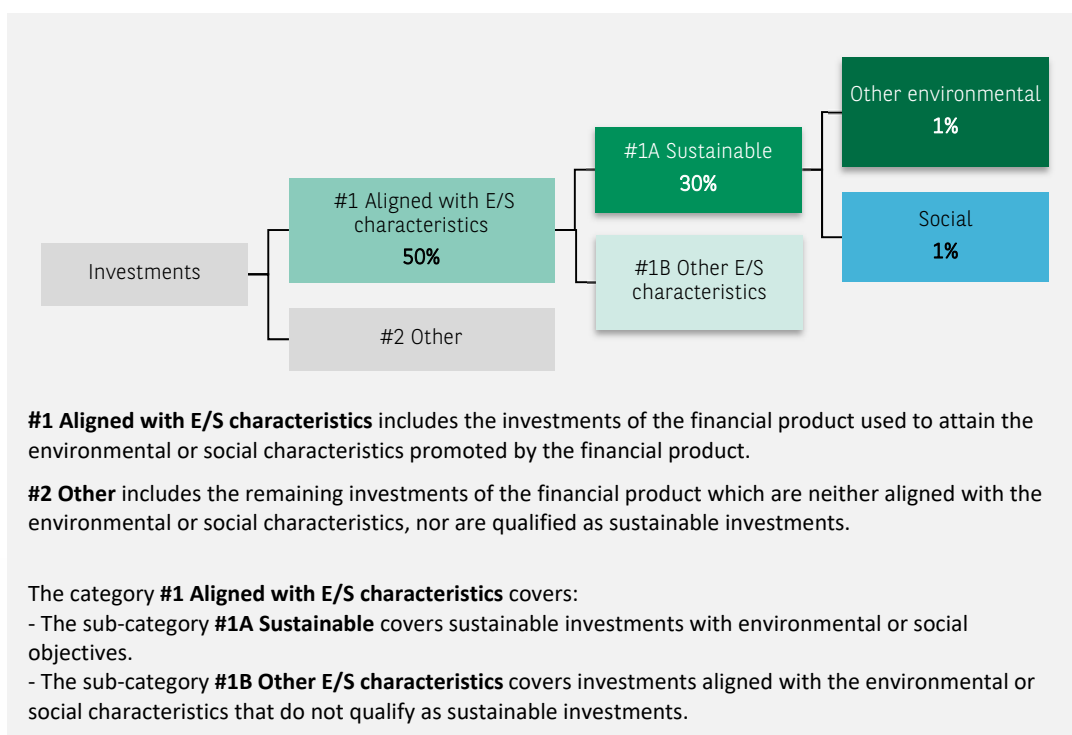 Other environmental
1%
#1A Sustainable
30%
#1 Aligned with E/S
characteristics
50%
Social
1%
Investments
#1B Other E/S
characteristics
#2 Other
#1 Aligned with E/S characteristics includes the investments of the financial product used to attain the
environmental or social characteristics promoted by the financial product.
#2 Other includes the remaining investments of the financial product which are neither aligned with the
environmental or social characteristics, nor are qualified as sustainable investments.
The category #1 Aligned with E/S characteristics covers:
- The sub-category #1A Sustainable covers sustainable investments with environmental or social
objectives.
- The sub-category #1B Other E/S characteristics covers investments aligned with the environmental or
social characteristics that do not qualify as sustainable investments.